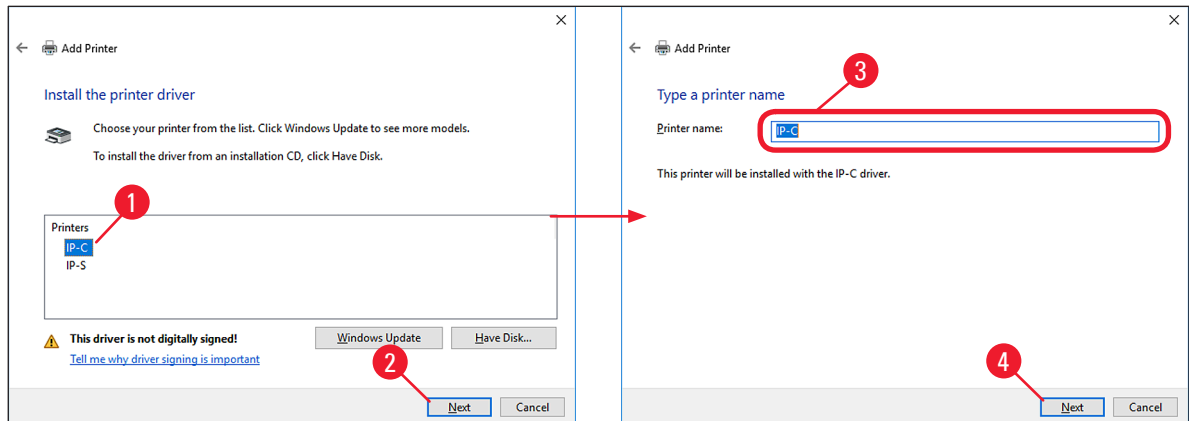 Add Printer
Install the printer driver
Choose your printer from the list. Click Windows Update to see more models.
To install the driver from an installation CD, click Have Disk.
1
Printers
IP-C
IP-S
This driver is not digitally signed!
Windows Update
Have Disk...
Tell me why driver signing is important
2
Next
Cancel
Add Printer
3
Type a printer name
Printer name:
IP-C
This printer will be installed with the IP-C driver.
4
Next
Cancel